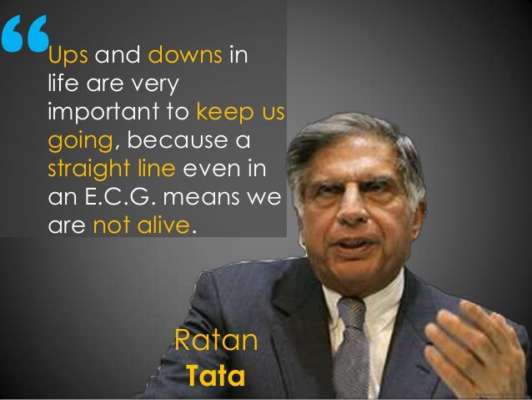 “
Ups and downs in
life are very
important to keep us
going, because a
straight line even in
an E.C.G. means we
are not alive.
Ratan
Tata